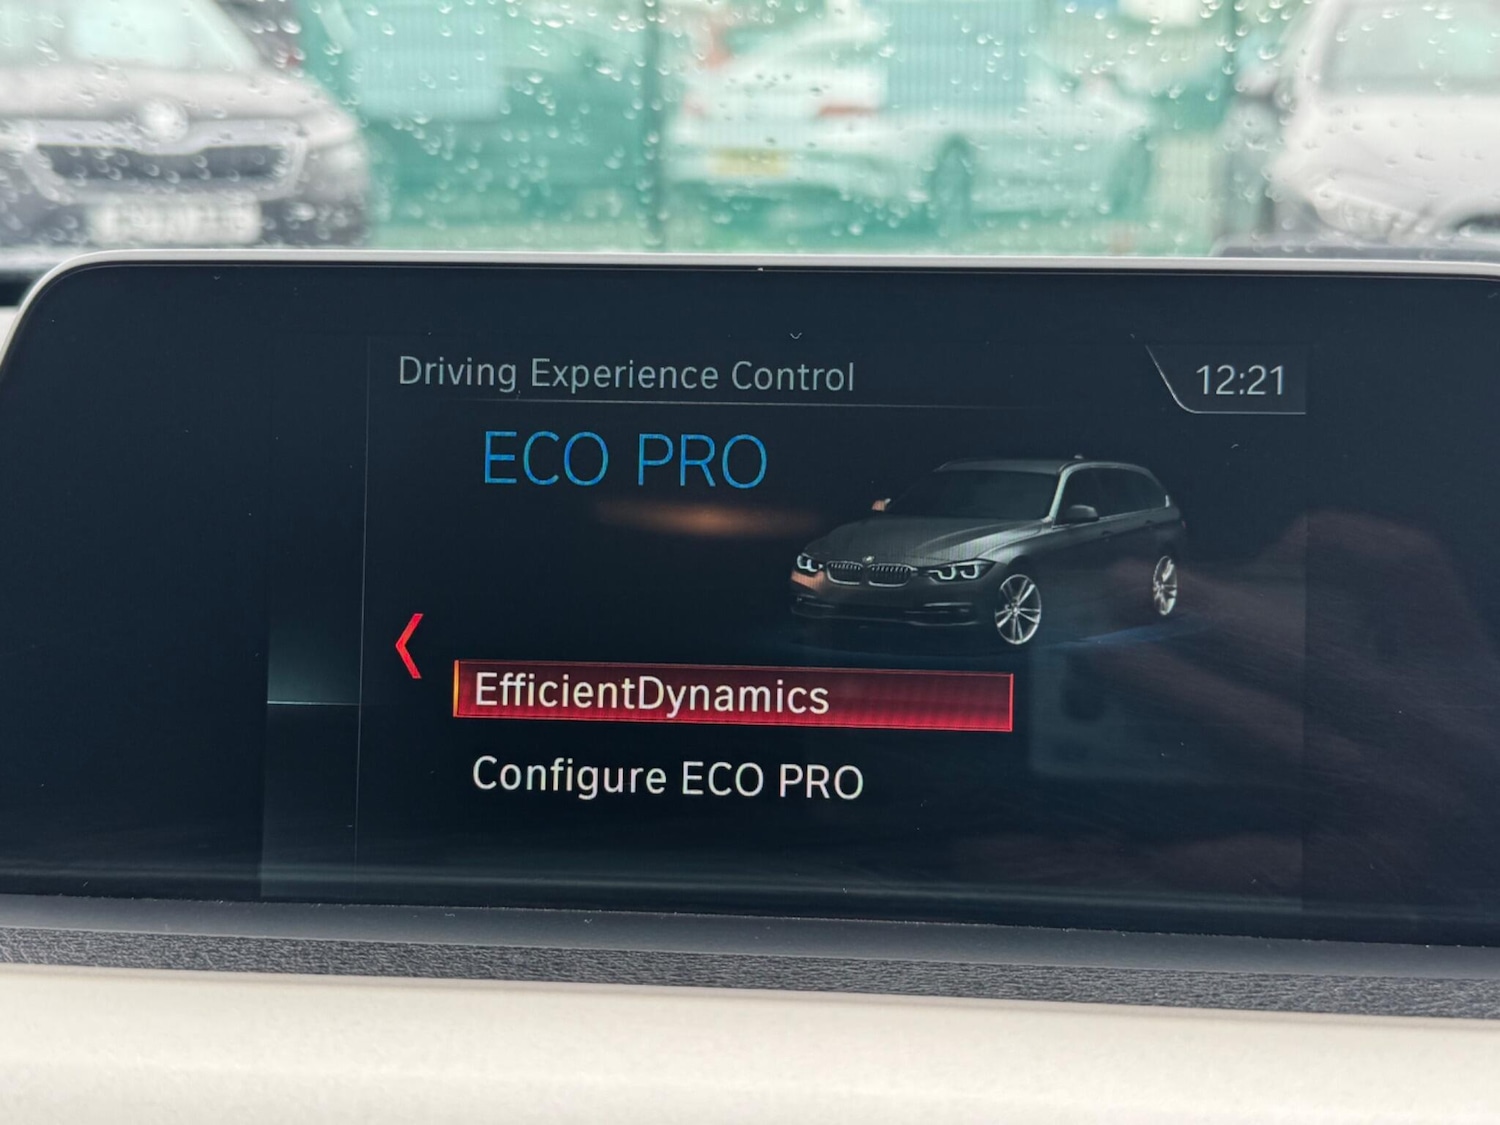 Driving Experience Control
12:21
ECO PRO
EfficientDynamics
Configure ECO PRO